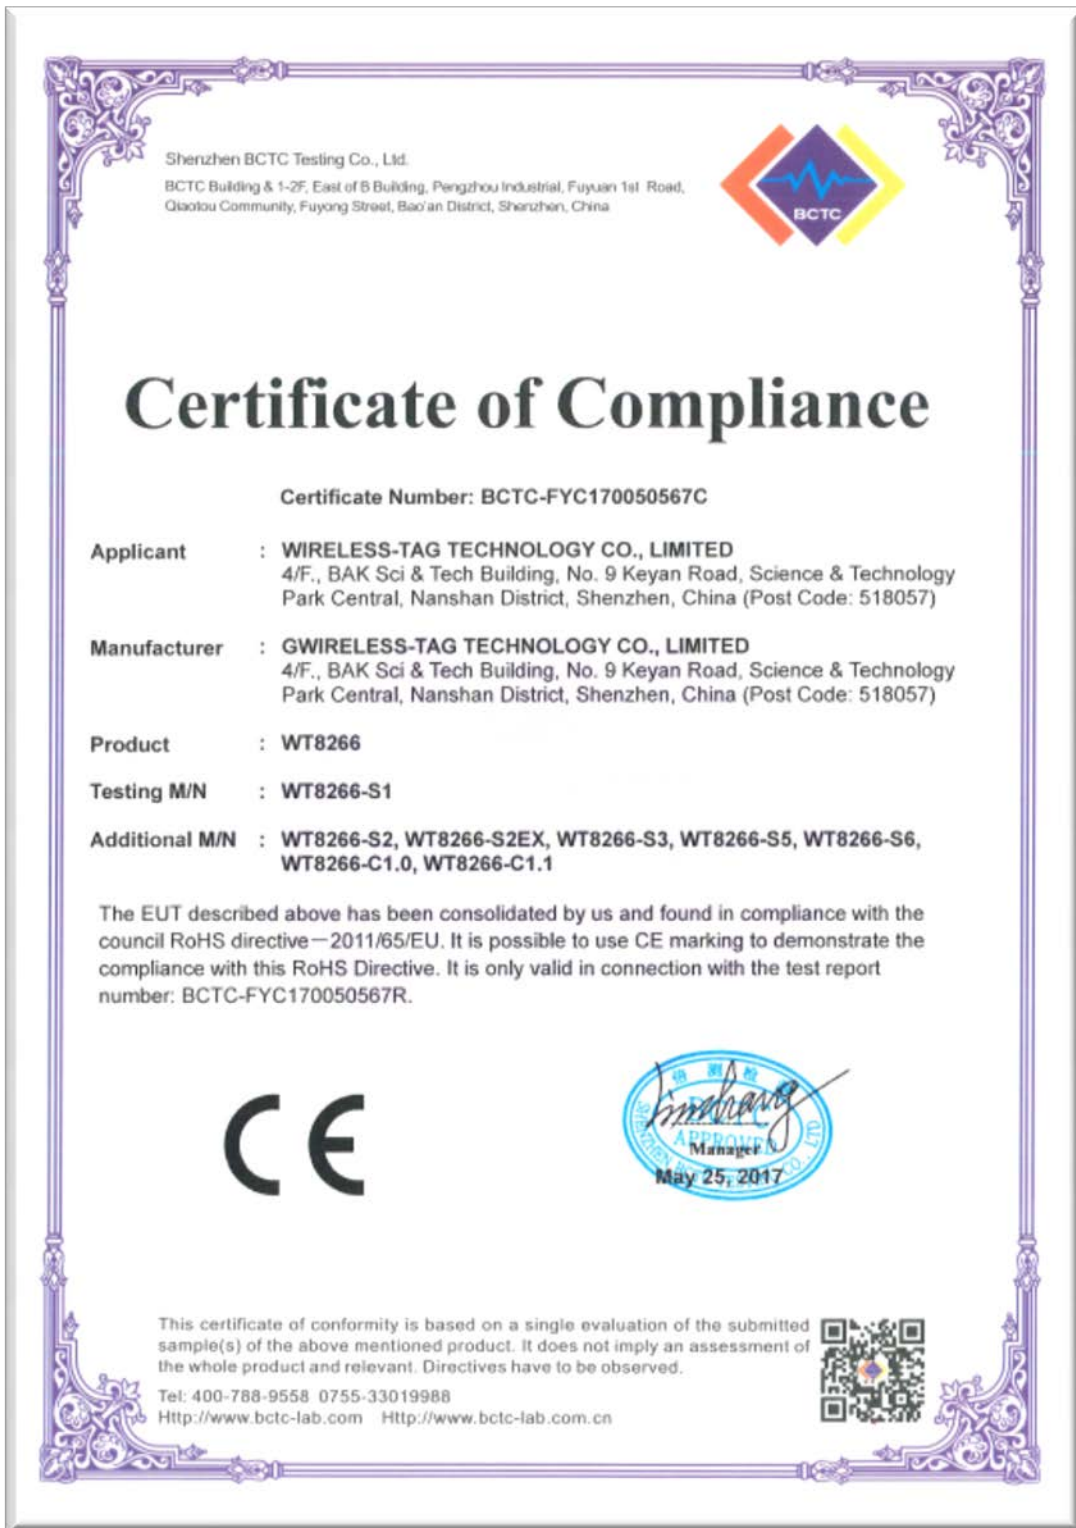 Shenzhen BCTC Testing Co., Ltd.
BCTC Building & 1-2F, East of B Building, Pengzhou Industrial, Fuyuan 1st Road,
Qiaotou Community, Fuyong Street, Bao'an District, Shenzhen, China
BCTC
Certificate of Compliance
Certificate Number: BCTC-FYC170050567C
Applicant : WIRELESS-TAG TECHNOLOGY CO., LIMITED
4/F., BAK Sci & Tech Building, No. 9 Keyan Road, Science & Technology
Park Central, Nanshan District, Shenzhen, China (Post Code: 518057)
Manufacturer : GWIRELESS-TAG TECHNOLOGY CO., LIMITED
4/F., BAK Sci & Tech Building, No. 9 Keyan Road, Science & Technology
Park Central, Nanshan District, Shenzhen, China (Post Code: 518057)
Product : WT8266
Testing M/N : WT8266-S1
Additional M/N : WT8266-S2, WT8266-S2EX, WT8266-S3, WT8266-S5, WT8266-S6,
WT8266-C1.0, WT8266-C1.1
The EUT described above has been consolidated by us and found in compliance with the
council RoHS directive—2011/65/EU. It is possible to use CE marking to demonstrate the
compliance with this RoHS Directive. It is only valid in connection with the test report
number: BCTC-FYC170050567R.
CE
倍测检
BCTC
APPROVED
SHENZHEN BCTC TESTING CO., LTD
Manager
May 25, 2017
This certificate of conformity is based on a single evaluation of the submitted
sample(s) of the above mentioned product. It does not imply an assessment of
the whole product and relevant. Directives have to be observed.
Tel: 400-788-9558 0755-33019988
Http://www.bctc-lab.com Http://www.bctc-lab.com.cn